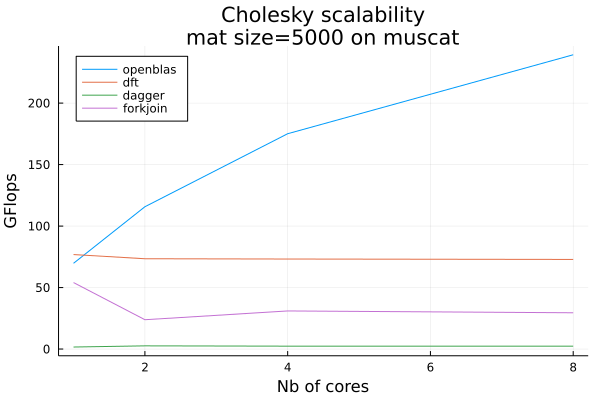 Cholesky scalability
mat size=5000 on muscat
openblas
dft
dagger
forkjoin
200
150
100
50
0
GFlops
2
4
6
8
Nb of cores